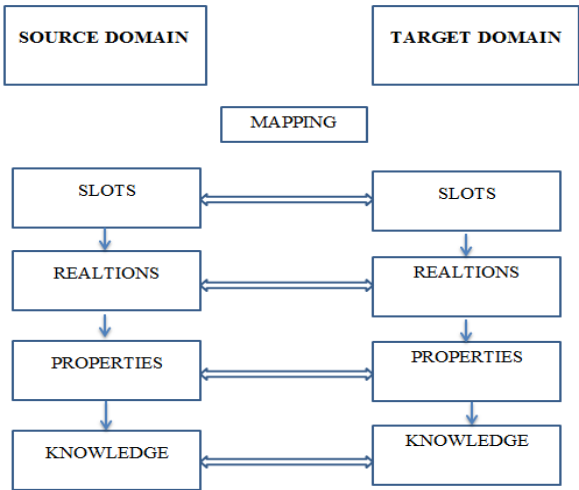 SOURCE DOMAIN
TARGET DOMAIN
MAPPING
SLOTS
SLOTS
REALTIONS
REALTIONS
PROPERTIES
PROPERTIES
KNOWLEDGE
KNOWLEDGE